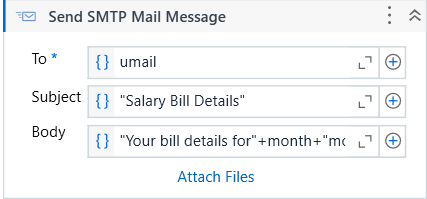 Send SMTP Mail Message
To * {} umail
Subject {} "Salary Bill Details"
Body {} "Your bill details for"+month+"mo
Attach Files